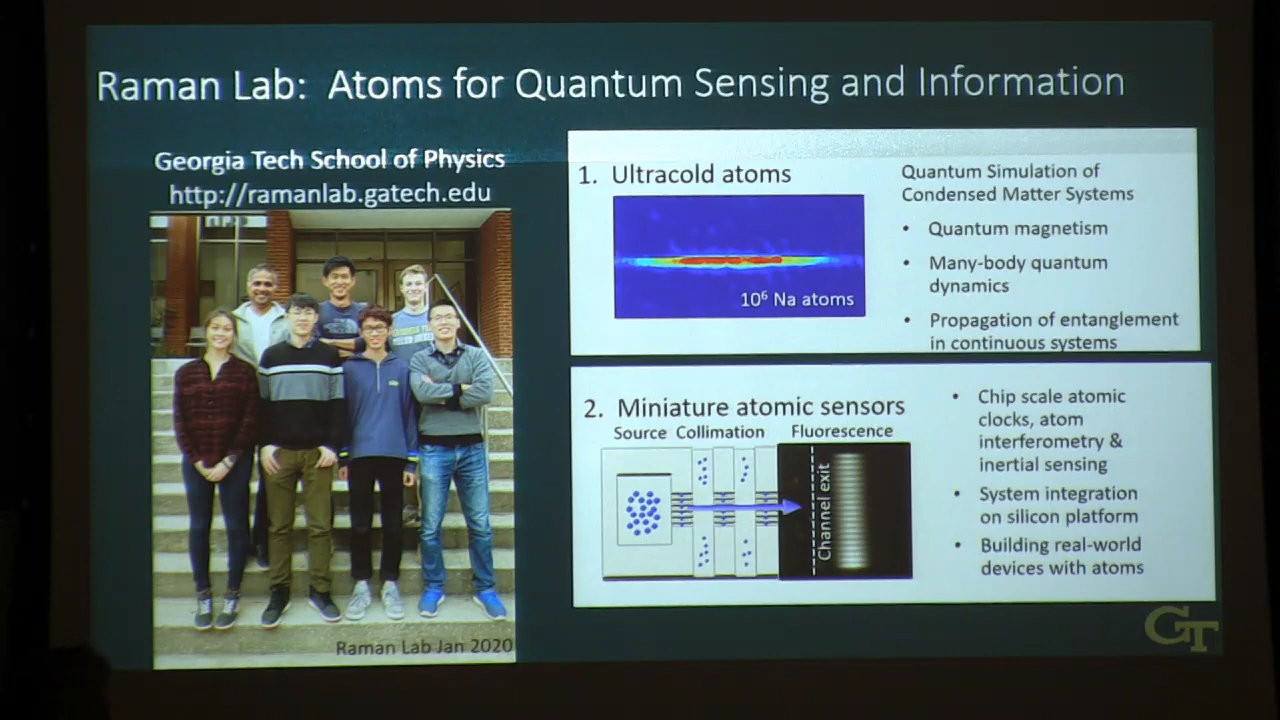 Raman Lab: Atoms for Quantum Sensing and Information
Georgia Tech School of Physics
http://ramanlab.gatech.edu
Raman Lab Jan 2020
1. Ultracold atoms
10⁶ Na atoms
Quantum Simulation of
Condensed Matter Systems
• Quantum magnetism
• Many-body quantum
dynamics
• Propagation of entanglement
in continuous systems
2. Miniature atomic sensors
Source Collimation Fluorescence
Channel exit
• Chip scale atomic
clocks, atom
interferometry &
inertial sensing
• System integration
on silicon platform
• Building real-world
devices with atoms
GT